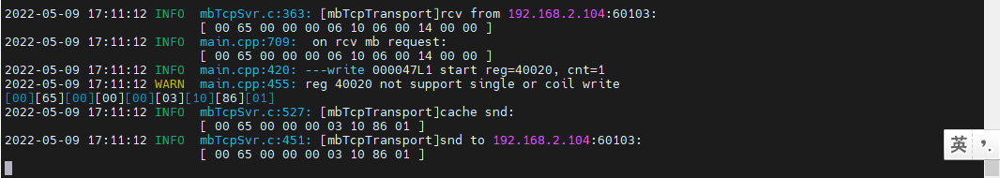 2022-05-09 17:11:12 INFO  mbTcpSvr.c:363: [mbTcpTransport]rcv from 192.168.2.104:60103:
[ 00 65 00 00 00 06 10 06 00 14 00 00 ]
2022-05-09 17:11:12 INFO  main.cpp:709:  on rcv mb request:
[ 00 65 00 00 00 06 10 06 00 14 00 00 ]
2022-05-09 17:11:12 INFO  main.cpp:420: ---write 000047L1 start reg=40020, cnt=1
2022-05-09 17:11:12 WARN  main.cpp:455: reg 40020 not support single or coil write
[00][65][00][00][00][03][10][86][01]
2022-05-09 17:11:12 INFO  mbTcpSvr.c:527: [mbTcpTransport]cache snd:
[ 00 65 00 00 00 03 10 86 01 ]
2022-05-09 17:11:12 INFO  mbTcpSvr.c:451: [mbTcpTransport]snd to 192.168.2.104:60103:
[ 00 65 00 00 00 03 10 86 01 ]
英 ’.